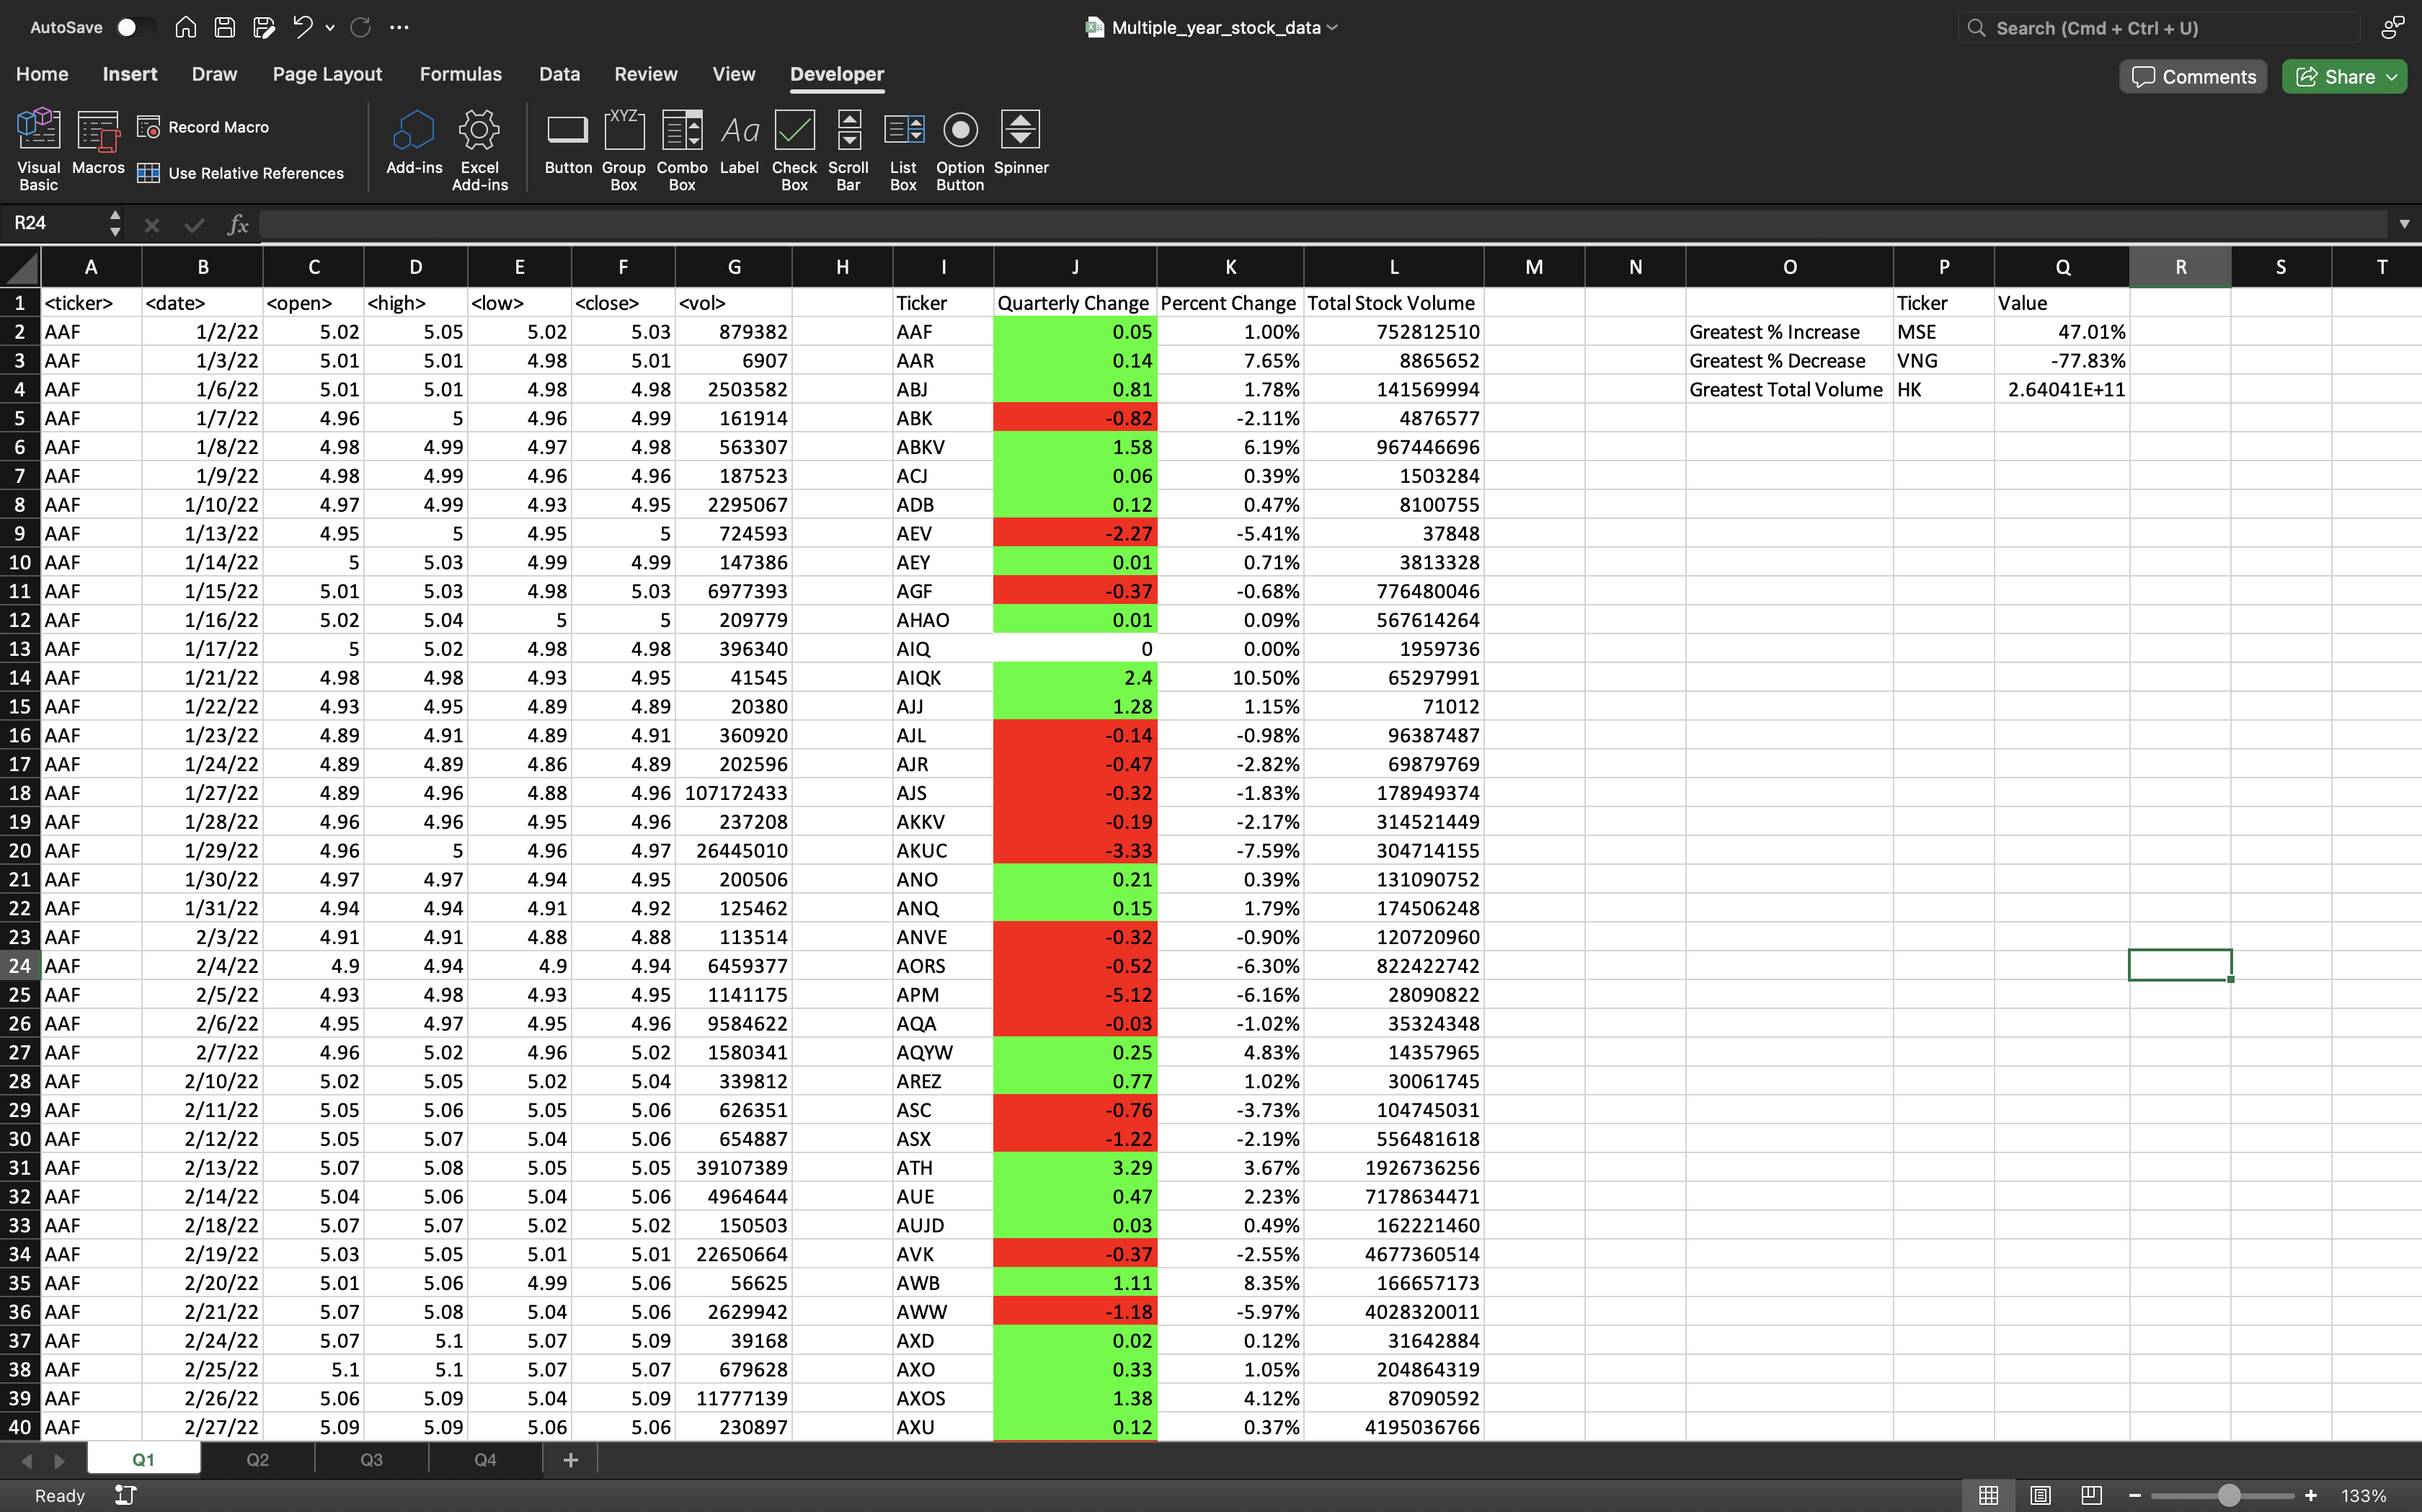 AutoSave
Multiple_year_stock_data
Search (Cmd + Ctrl + U)
Home Insert Draw Page Layout Formulas Data Review View Developer
Comments Share
Visual Basic Macros Record Macro Use Relative References Add-ins Excel Add-ins Button XYZ Group Box Combo Box Aa Label Check Box Scroll Bar List Box Option Button Spinner
R24 fx
A B C D E F G H I J K L M N O P Q R S T
1 <ticker> <date> <open> <high> <low> <close> <vol> Ticker Quarterly Change Percent Change Total Stock Volume Ticker Value
2 AAF 1/2/22 5.02 5.05 5.02 5.03 879382 AAF 0.05 1.00% 752812510 Greatest % Increase MSE 47.01%
3 AAF 1/3/22 5.01 5.01 4.98 5.01 6907 AAR 0.14 7.65% 8865652 Greatest % Decrease VNG -77.83%
4 AAF 1/6/22 5.01 5.01 4.98 4.98 2503582 ABJ 0.81 1.78% 141569994 Greatest Total Volume HK 2.64041E+11
5 AAF 1/7/22 4.96 5 4.96 4.99 161914 ABK -0.82 -2.11% 4876577
6 AAF 1/8/22 4.98 4.99 4.97 4.98 563307 ABKV 1.58 6.19% 967446696
7 AAF 1/9/22 4.98 4.99 4.96 4.96 187523 ACJ 0.06 0.39% 1503284
8 AAF 1/10/22 4.97 4.99 4.93 4.95 2295067 ADB 0.12 0.47% 8100755
9 AAF 1/13/22 4.95 5 4.95 5 724593 AEV -2.27 -5.41% 37848
10 AAF 1/14/22 5 5.03 4.99 4.99 147386 AEY 0.01 0.71% 3813328
11 AAF 1/15/22 5.01 5.03 4.98 5.03 6977393 AGF -0.37 -0.68% 776480046
12 AAF 1/16/22 5.02 5.04 5 5 209779 AHAO 0.01 0.09% 567614264
13 AAF 1/17/22 5 5.02 4.98 4.98 396340 AIQ 0 0.00% 1959736
14 AAF 1/21/22 4.98 4.98 4.93 4.95 41545 AIQK 2.4 10.50% 65297991
15 AAF 1/22/22 4.93 4.95 4.89 4.89 20380 AJJ 1.28 1.15% 71012
16 AAF 1/23/22 4.89 4.91 4.89 4.91 360920 AJL -0.14 -0.98% 96387487
17 AAF 1/24/22 4.89 4.89 4.86 4.89 202596 AJR -0.47 -2.82% 69879769
18 AAF 1/27/22 4.89 4.96 4.88 4.96 107172433 AJS -0.32 -1.83% 178949374
19 AAF 1/28/22 4.96 4.96 4.95 4.96 237208 AKKV -0.19 -2.17% 314521449
20 AAF 1/29/22 4.96 5 4.96 4.97 26445010 AKUC -3.33 -7.59% 304714155
21 AAF 1/30/22 4.97 4.97 4.94 4.95 200506 ANO 0.21 0.39% 131090752
22 AAF 1/31/22 4.94 4.94 4.91 4.92 125462 ANQ 0.15 1.79% 174506248
23 AAF 2/3/22 4.91 4.91 4.88 4.88 113514 ANVE -0.32 -0.90% 120720960
24 AAF 2/4/22 4.9 4.94 4.9 4.94 6459377 AORS -0.52 -6.30% 822422742
25 AAF 2/5/22 4.93 4.98 4.93 4.95 1141175 APM -5.12 -6.16% 28090822
26 AAF 2/6/22 4.95 4.97 4.95 4.96 9584622 AQA -0.03 -1.02% 35324348
27 AAF 2/7/22 4.96 5.02 4.96 5.02 1580341 AQYW 0.25 4.83% 14357965
28 AAF 2/10/22 5.02 5.05 5.02 5.04 339812 AREZ 0.77 1.02% 30061745
29 AAF 2/11/22 5.05 5.06 5.05 5.06 626351 ASC -0.76 -3.73% 104745031
30 AAF 2/12/22 5.05 5.07 5.04 5.06 654887 ASX -1.22 -2.19% 556481618
31 AAF 2/13/22 5.07 5.08 5.05 5.05 39107389 ATH 3.29 3.67% 1926736256
32 AAF 2/14/22 5.04 5.06 5.04 5.06 4964644 AUE 0.47 2.23% 7178634471
33 AAF 2/18/22 5.07 5.07 5.02 5.02 150503 AUJD 0.03 0.49% 162221460
34 AAF 2/19/22 5.03 5.05 5.01 5.01 22650664 AVK -0.37 -2.55% 4677360514
35 AAF 2/20/22 5.01 5.06 4.99 5.06 56625 AWB 1.11 8.35% 166657173
36 AAF 2/21/22 5.07 5.08 5.04 5.06 2629942 AWW -1.18 -5.97% 4028320011
37 AAF 2/24/22 5.07 5.1 5.07 5.09 39168 AXD 0.02 0.12% 316428​84
38 AAF 2/25/22 5.1 5.1 5.07 5.07 679628 AXO 0.33 1.05% 204864319
39 AAF 2/26/22 5.06 5.09 5.04 5.09 11777139 AXOS 1.38 4.12% 87090592
40 AAF 2/27/22 5.09 5.09 5.06 5.06 230897 AXU 0.12 0.37% 4195036766
Q1 Q2 Q3 Q4 +
Ready 133%